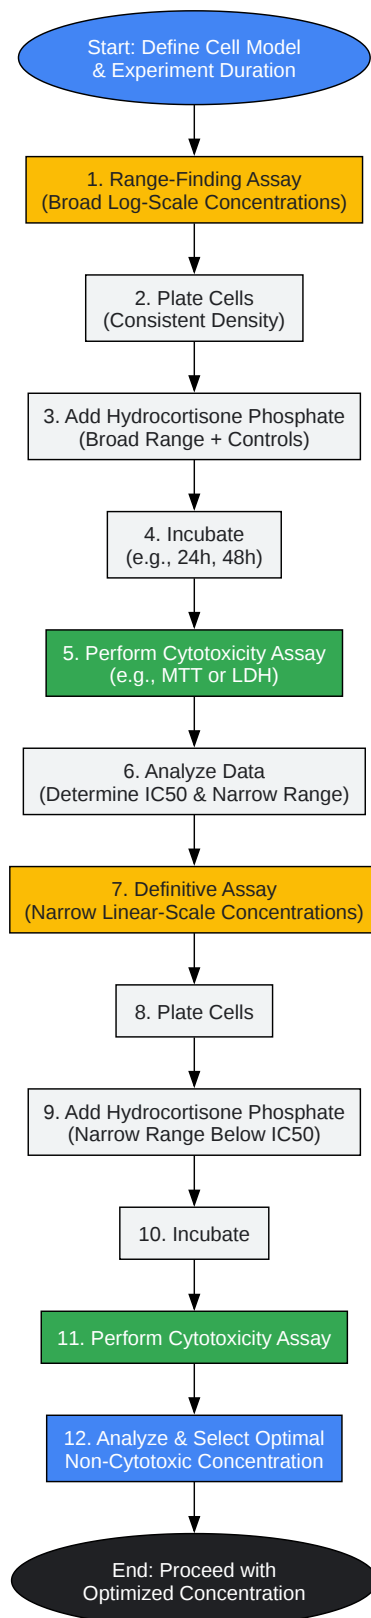 Start: Define Cell Model
& Experiment Duration
1. Range-Finding Assay
(Broad Log-Scale Concentrations)
2. Plate Cells
(Consistent Density)
3. Add Hydrocortisone Phosphate
(Broad Range + Controls)
4. Incubate
(e.g., 24h, 48h)
5. Perform Cytotoxicity Assay
(e.g., MTT or LDH)
6. Analyze Data
(Determine IC50 & Narrow Range)
7. Definitive Assay
(Narrow Linear-Scale Concentrations)
8. Plate Cells
9. Add Hydrocortisone Phosphate
(Narrow Range Below IC50)
10. Incubate
11. Perform Cytotoxicity Assay
12. Analyze & Select Optimal
Non-Cytotoxic Concentration
End: Proceed with
Optimized Concentration